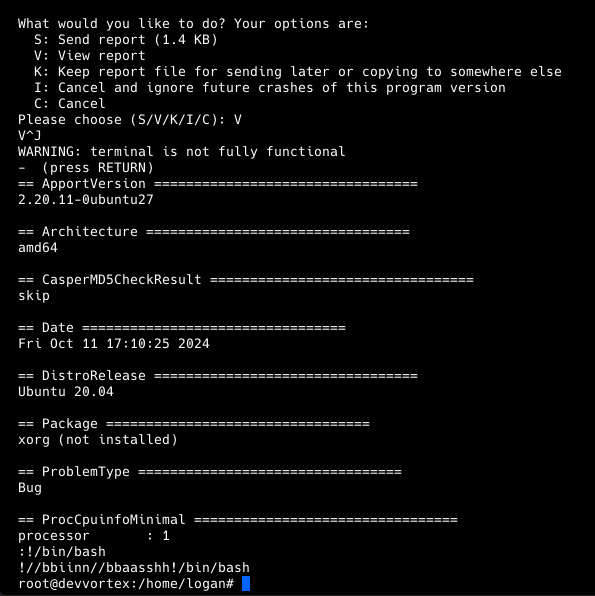 What would you like to do? Your options are:
  S: Send report (1.4 KB)
  V: View report
  K: Keep report file for sending later or copying to somewhere else
  I: Cancel and ignore future crashes of this program version
  C: Cancel
Please choose (S/V/K/I/C): V
V^J
WARNING: terminal is not fully functional
-  (press RETURN)
== ApportVersion =================================
2.20.11-0ubuntu27

== Architecture =================================
amd64

== CasperMD5CheckResult =================================
skip

== Date =================================
Fri Oct 11 17:10:25 2024

== DistroRelease =================================
Ubuntu 20.04

== Package =================================
xorg (not installed)

== ProblemType =================================
Bug

== ProcCpuinfoMinimal =================================
processor       : 1
:!/bin/bash
!//bbiinn//bbaasshh!/bin/bash
root@devvortex:/home/logan#